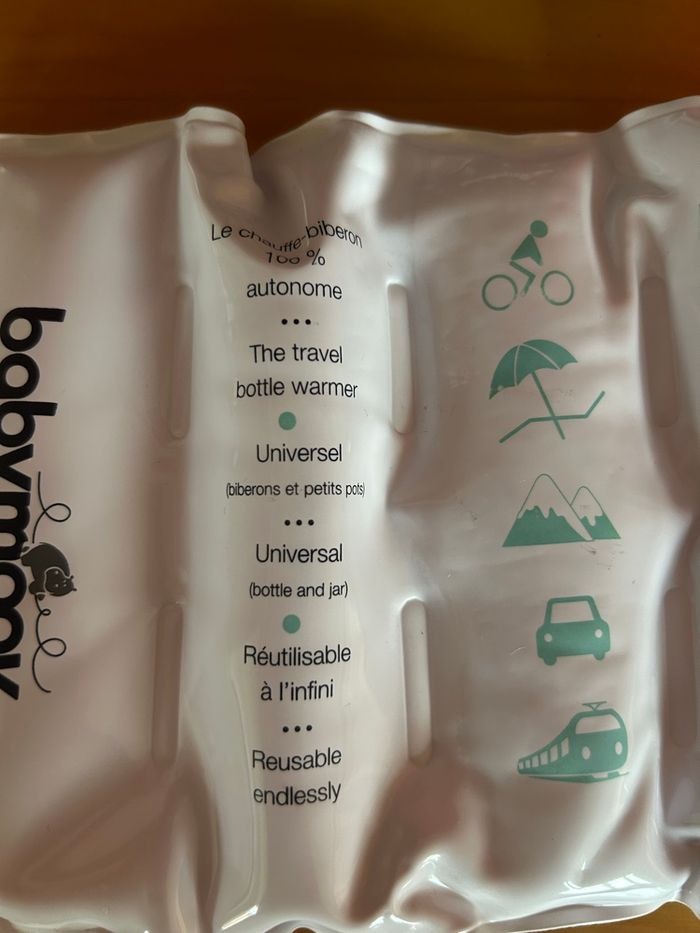 babymoov
Le chauffe-biberon
100 %
autonome
•••
The travel
bottle warmer
Universel
(biberons et petits pots)
•••
Universal
(bottle and jar)
Réutilisable
à l'infini
•••
Reusable
endlessly